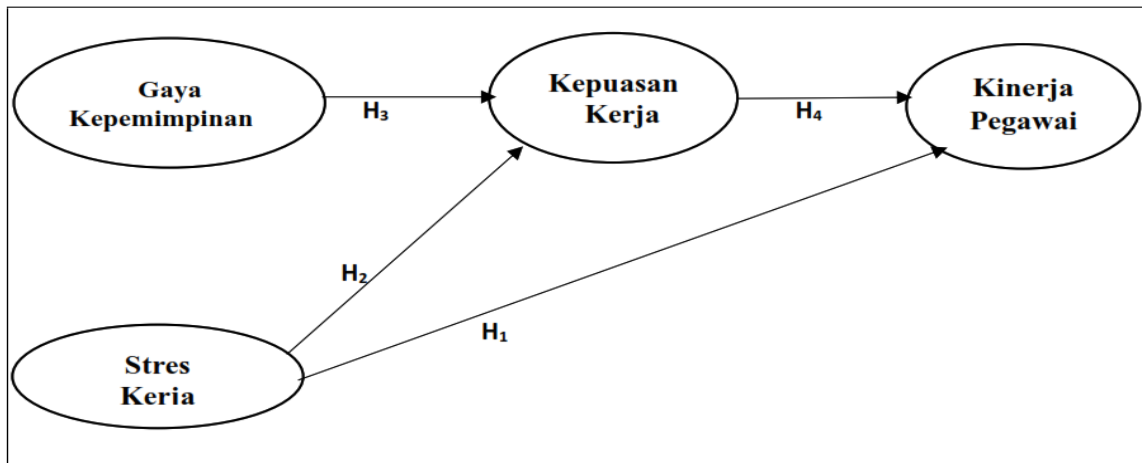 Gaya
Kepemimpinan
H₃
Kepuasan
Kerja
H₄
Kinerja
Pegawai
H₂
H₁
Stres
Keria